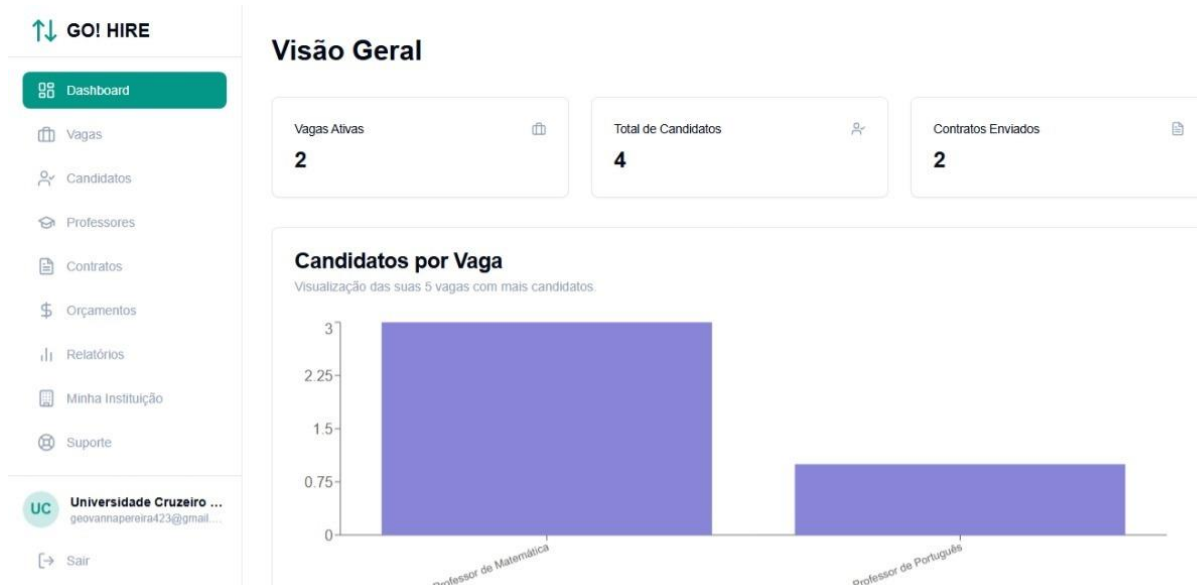 GO! HIRE
Dashboard
Vagas
Candidatos
Professores
Contratos
Orçamentos
Relatórios
Minha Instituição
Suporte
UC
Universidade Cruzeiro ...
geovannapereira423@gmail....
Sair
Visão Geral
Vagas Ativas
2
Total de Candidatos
4
Contratos Enviados
2
Candidatos por Vaga
Visualização das suas 5 vagas com mais candidatos.
3
2.25
1.5
0.75
0
Professor de Matemática
Professor de Português